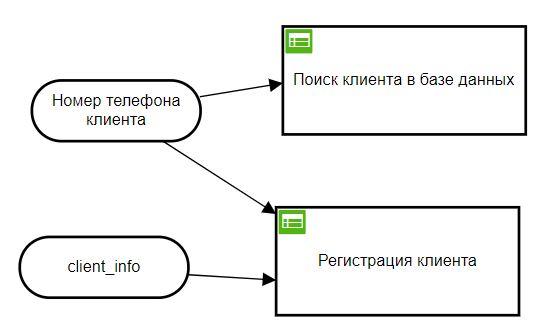 Поиск клиента в базе данных
Номер телефона
клиента
Регистрация клиента
client_info